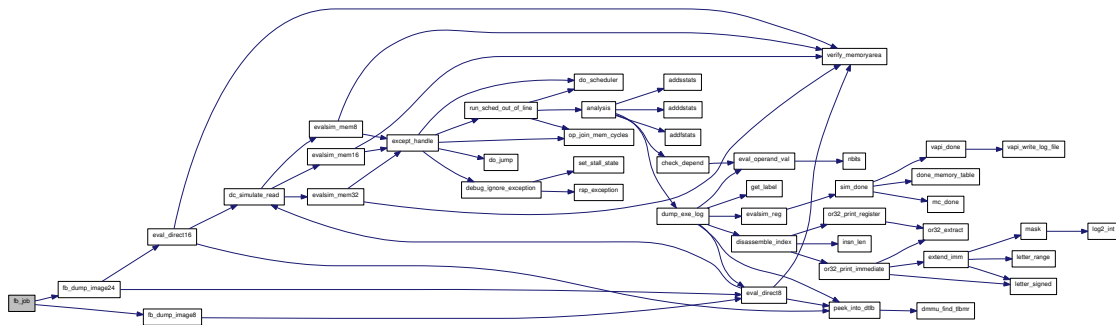 verify_memoryarea
do_scheduler
addsstats
run_sched_out_of_line
analysis
adddstats
evalsim_mem8
except_handle
op_join_mem_cycles
addfstats
evalsim_mem16
do_jump
check_depend
eval_operand_val
nbits
vapi_done
vapi_write_log_file
set_stall_state
debug_ignore_exception
rsp_exception
dc_simulate_read
evalsim_mem32
get_label
sim_done
done_memory_table
mc_done
dump_exe_log
evalsim_reg
or32_print_register
eval_direct16
disassemble_index
insn_len
or32_extract
mask
log2_int
or32_print_immediate
extend_imm
letter_range
letter_signed
fb_job
fb_dump_image24
eval_direct8
peek_into_dtlb
dmmu_find_tlbmr
fb_dump_image8